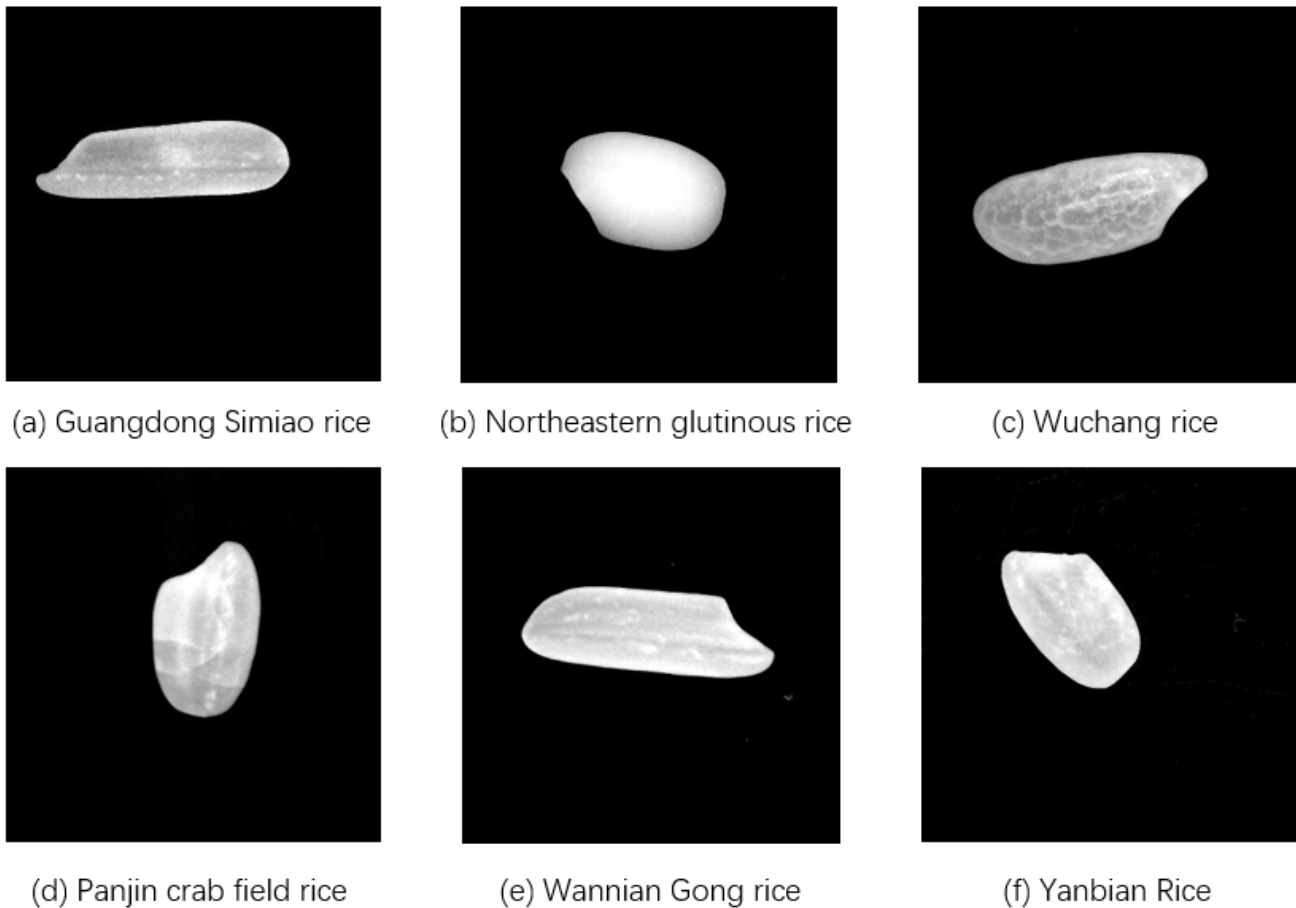 (a) Guangdong Simiao rice
(b) Northeastern glutinous rice
(c) Wuchang rice
(d) Panjin crab field rice
(e) Wannian Gong rice
(f) Yanbian Rice